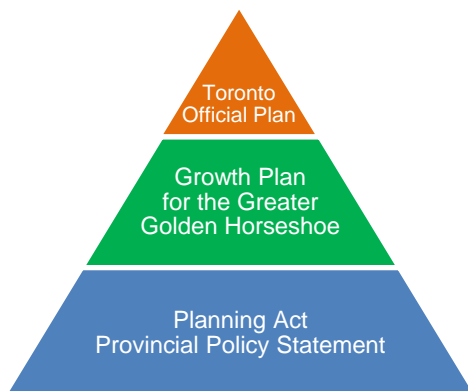 Toronto
Official Plan
Growth Plan
for the Greater
Golden Horseshoe
Planning Act
Provincial Policy Statement